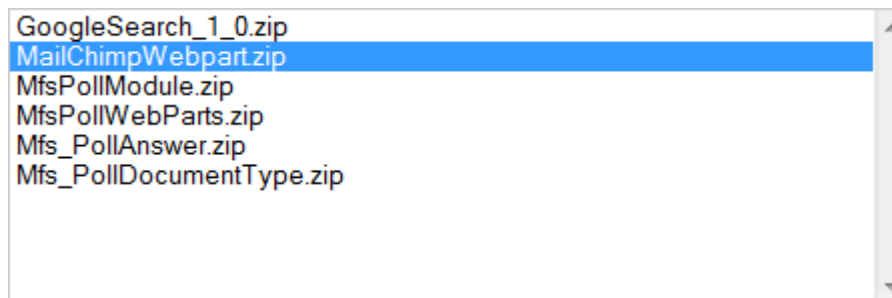 GoogleSearch_1_0.zip
MailChimpWebpart.zip
MfsPollModule.zip
MfsPollWebParts.zip
Mfs_PollAnswer.zip
Mfs_PollDocumentType.zip